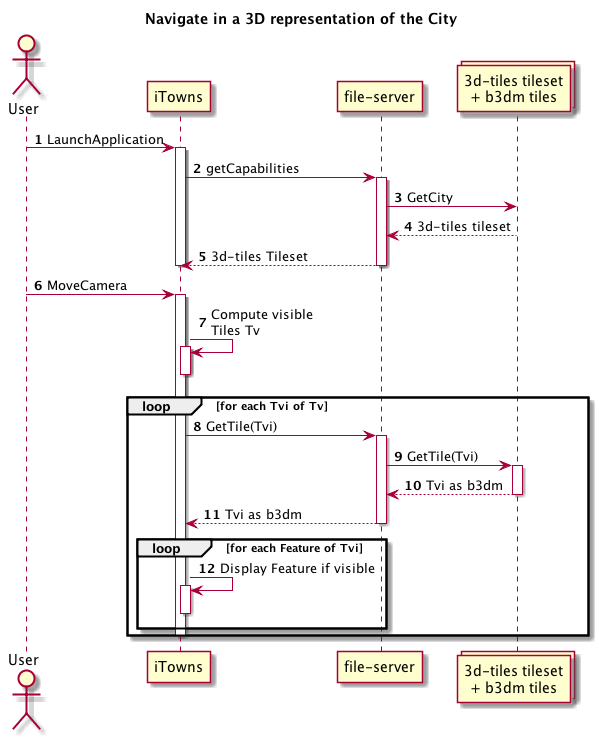 Navigate in a 3D representation of the City
User
iTowns
file-server
3d-tiles tileset
+ b3dm tiles
1 LaunchApplication
2 getCapabilities
3 GetCity
4 3d-tiles tileset
5 3d-tiles Tileset
6 MoveCamera
7 Compute visible
Tiles Tv
loop [for each Tvi of Tv]
8 GetTile(Tvi)
9 GetTile(Tvi)
10 Tvi as b3dm
11 Tvi as b3dm
loop [for each Feature of Tvi]
12 Display Feature if visible
User
iTowns
file-server
3d-tiles tileset
+ b3dm tiles